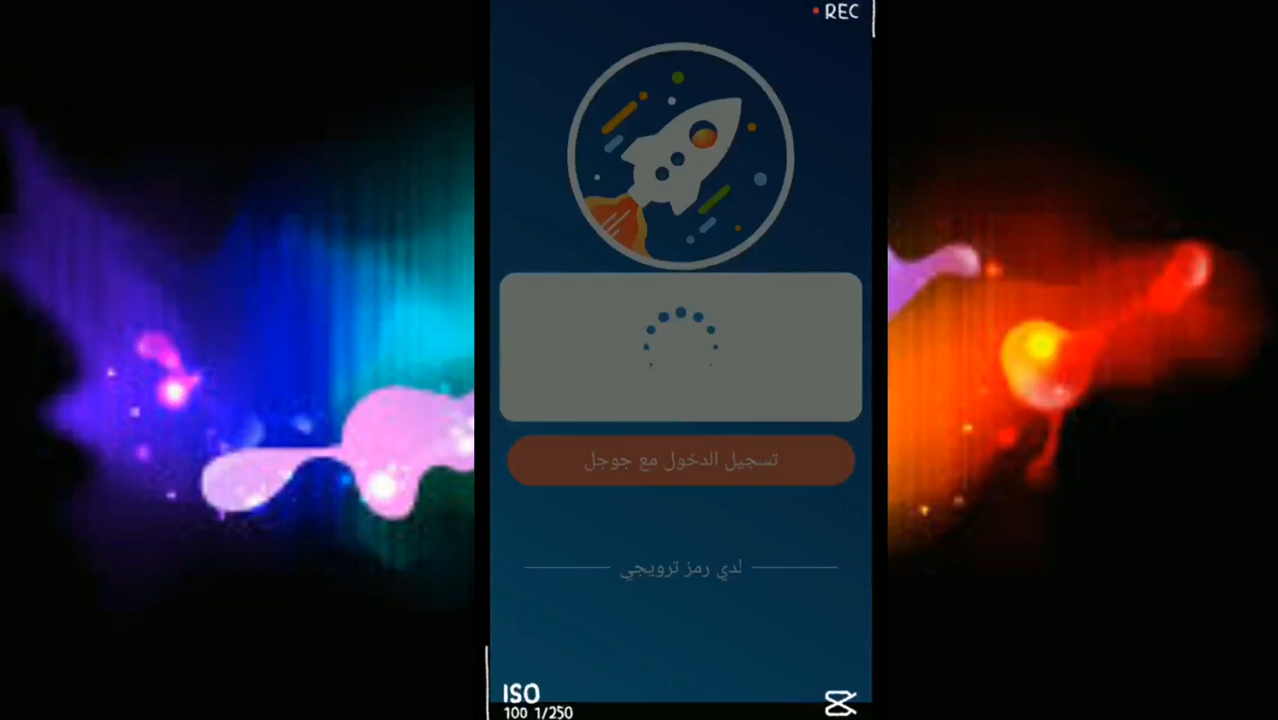 REC
تسجيل الدخول مع جوجل
لدي رمز ترويجي
ISO
100 1/250